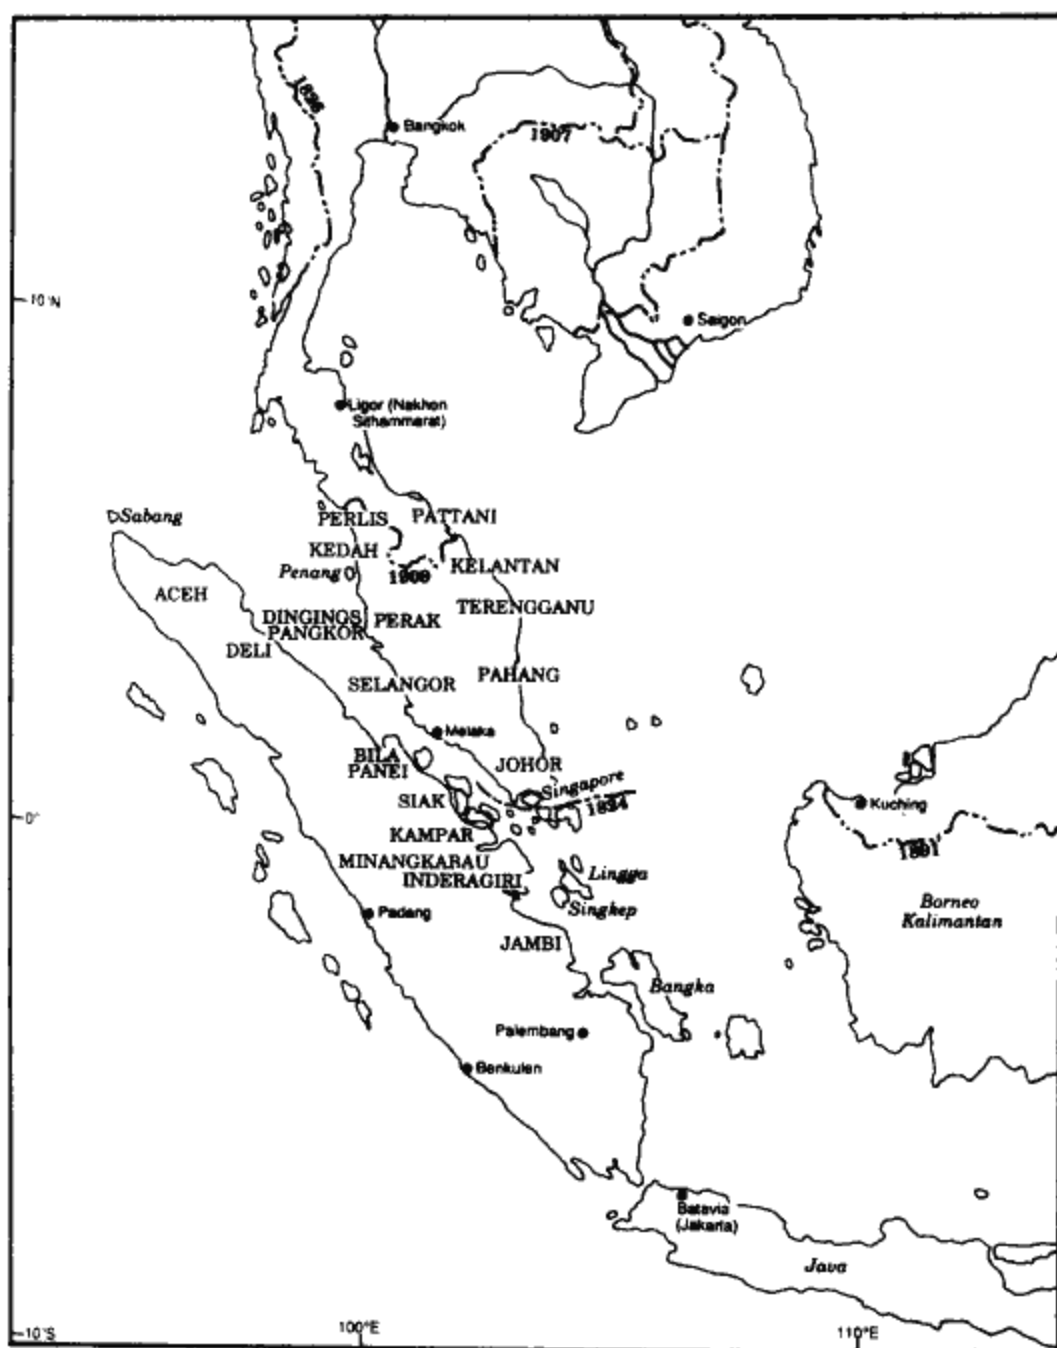 1826
Bangkok
1907
10°N
Saigon
Ligor (Nakhon
Sithammarat)
Sabang
PERLIS
PATTANI
KEDAH
KELANTAN
Penang
1909
ACEH
TERENGGANU
DINGINGS
PERAK
PANGKOR
DELI
PAHANG
SELANGOR
Melaka
BILA
PANEI
JOHOR
Singapore
SIAK
1824
Kuching
0°
KAMPAR
1891
MINANGKABAU
INDERAGIRI
Lingga
Singkep
Borneo
Kalimantan
Padang
JAMBI
Bangka
Palembang
Benkulen
Batavia
(Jakarta)
Java
10°S
100°E
110°E